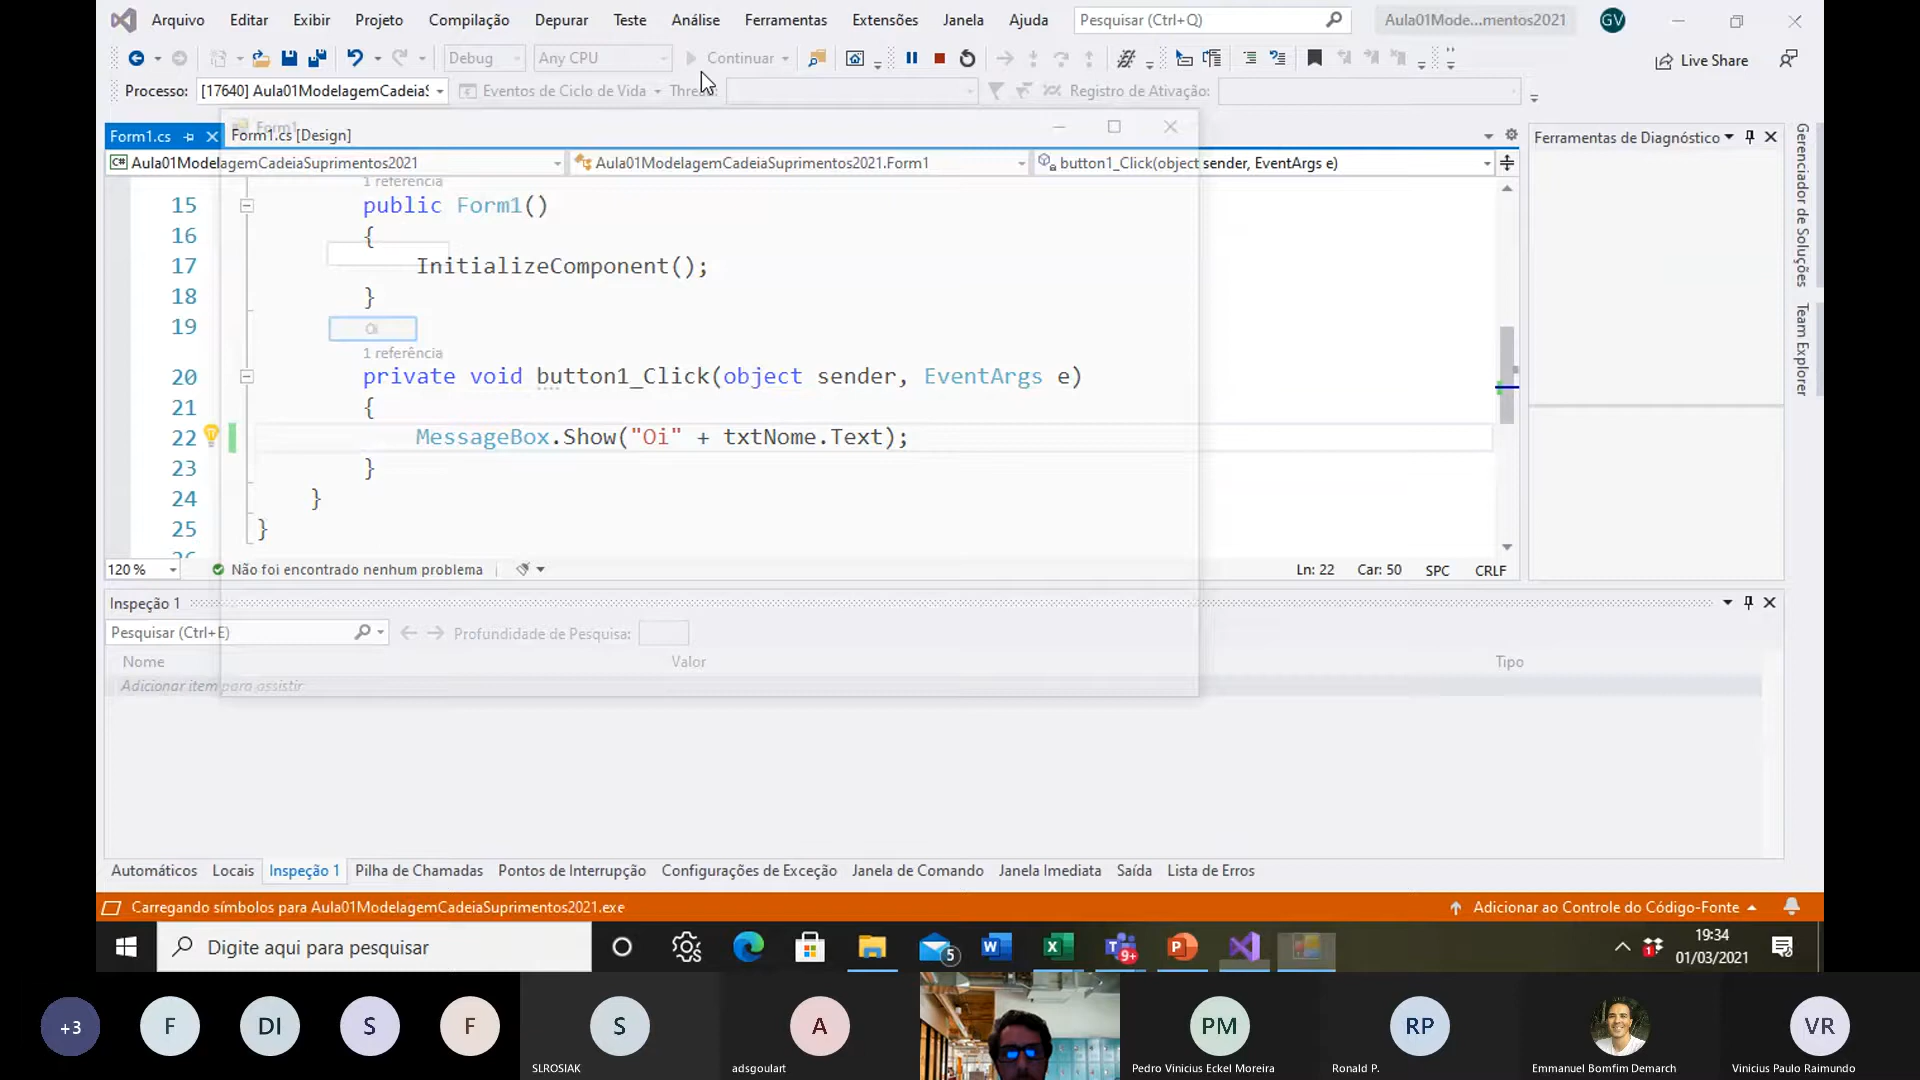 Arquivo Editar Exibir Projeto Compilação Depurar Teste Análise Ferramentas Extensões Janela Ajuda Pesquisar (Ctrl+Q) Aula01Mode...mentos2021 GV
Debug Any CPU Continuar Live Share
Processo: [17640] Aula01ModelagemCadeiaS Eventos de Ciclo de Vida Thread: Registro de Ativação:
Form1
Form1.cs Form1.cs [Design] Ferramentas de Diagnóstico
C# Aula01ModelagemCadeiaSuprimentos2021 Aula01ModelagemCadeiaSuprimentos2021.Form1 button1_Click(object sender, EventArgs e)
1 referência
15 public Form1()
16 {
17 InitializeComponent();
18 }
19
Oi
1 referência
20 private void button1_Click(object sender, EventArgs e)
21 {
22 MessageBox.Show("Oi" + txtNome.Text);
23 }
24 }
25 }
26
120 % Não foi encontrado nenhum problema Ln: 22 Car: 50 SPC CRLF
Gerenciador de Soluções
Team Explorer
Inspeção 1
Pesquisar (Ctrl+E) Profundidade de Pesquisa:
Nome Valor Tipo
Adicionar item para assistir
Automáticos Locais Inspeção 1 Pilha de Chamadas Pontos de Interrupção Configurações de Exceção Janela de Comando Janela Imediata Saída Lista de Erros
Carregando símbolos para Aula01ModelagemCadeiaSuprimentos2021.exe Adicionar ao Controle do Código-Fonte
Digite aqui para pesquisar 5 9+ 1
19:34
01/03/2021
+3 F DI S F S A PM RP VR
SLROSIAK adsgoulart Pedro Vinicius Eckel Moreira Ronald P. Emmanuel Bomfim Demarch Vinicius Paulo Raimundo